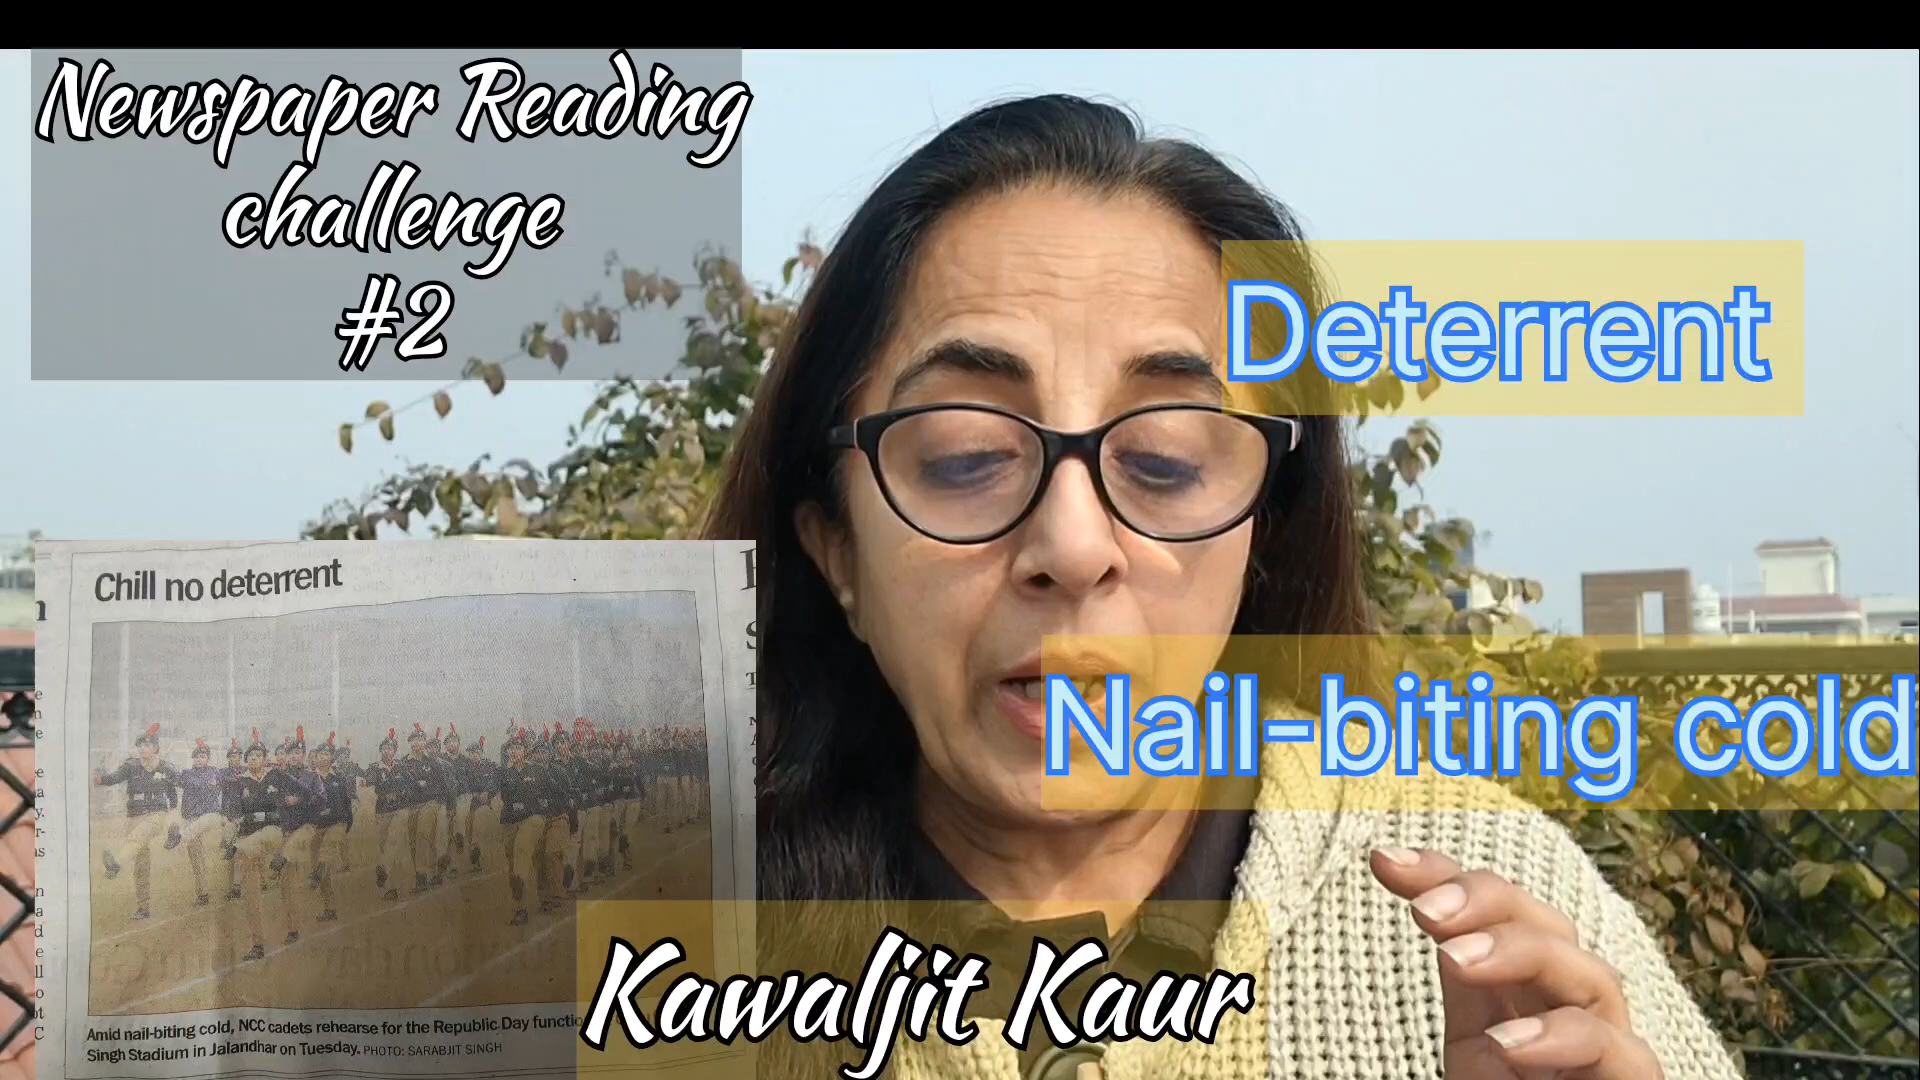 Newspaper Reading
challenge
#2
Deterrent
Nail-biting cold
Chill no deterrent
Amid nail-biting cold, NCC cadets rehearse for the Republic Day functio
Singh Stadium in Jalandhar on Tuesday. PHOTO: SARABJIT SINGH
Kawaljit Kaur